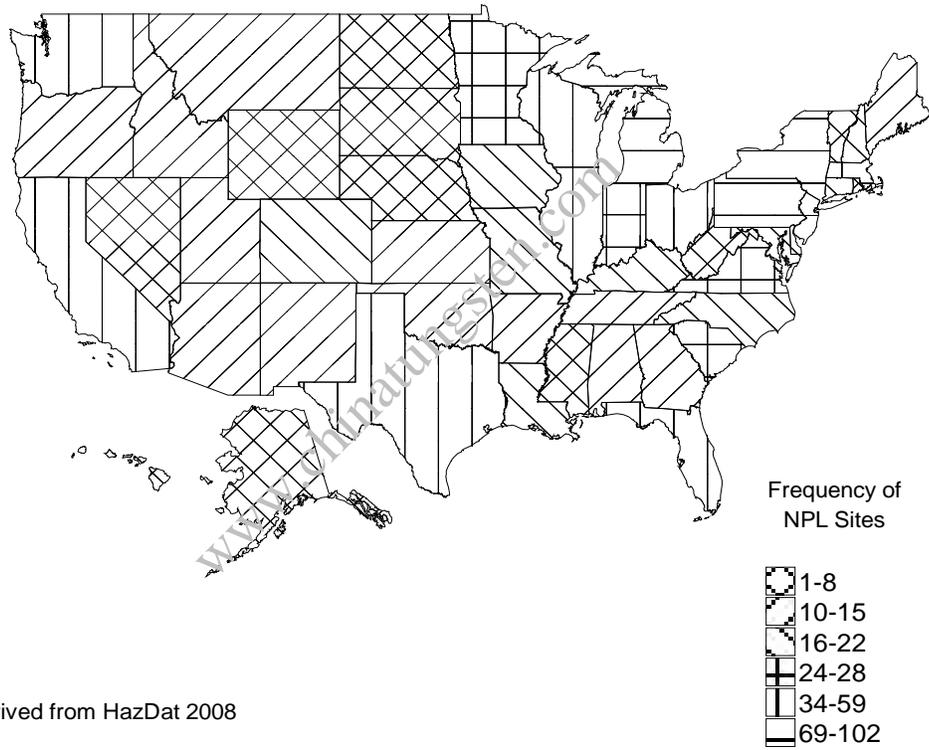 www.chinatungsten.com
Frequency of
NPL Sites
1-8
10-15
16-22
24-28
34-59
69-102
ived from HazDat 2008